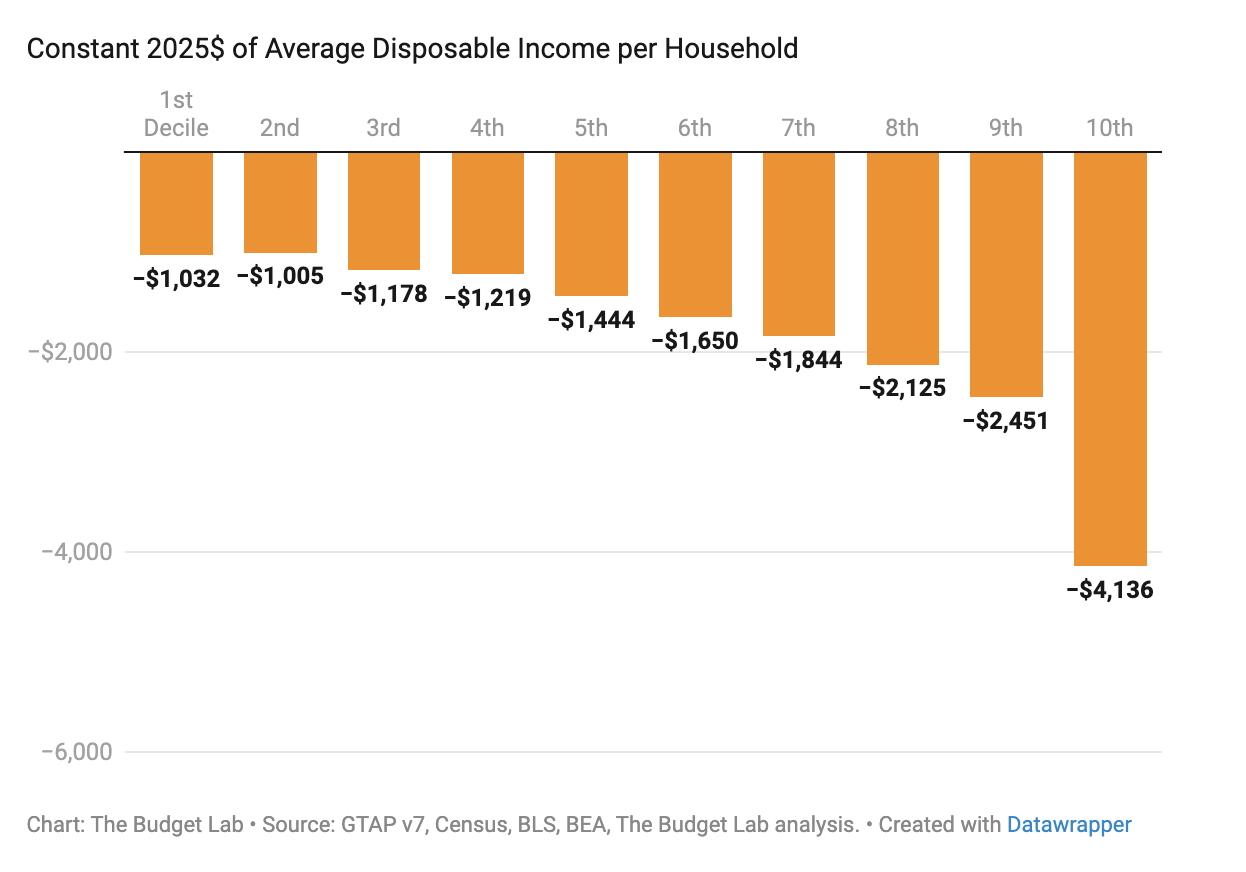 Constant 2025$ of Average Disposable Income per Household
1st
Decile 2nd 3rd 4th 5th 6th 7th 8th 9th 10th
−$1,032 −$1,005 −$1,178 −$1,219 −$1,444 −$1,650 −$1,844 −$2,125 −$2,451 −$4,136
−$2,000
−4,000
−6,000
Chart: The Budget Lab • Source: GTAP v7, Census, BLS, BEA, The Budget Lab analysis. • Created with Datawrapper